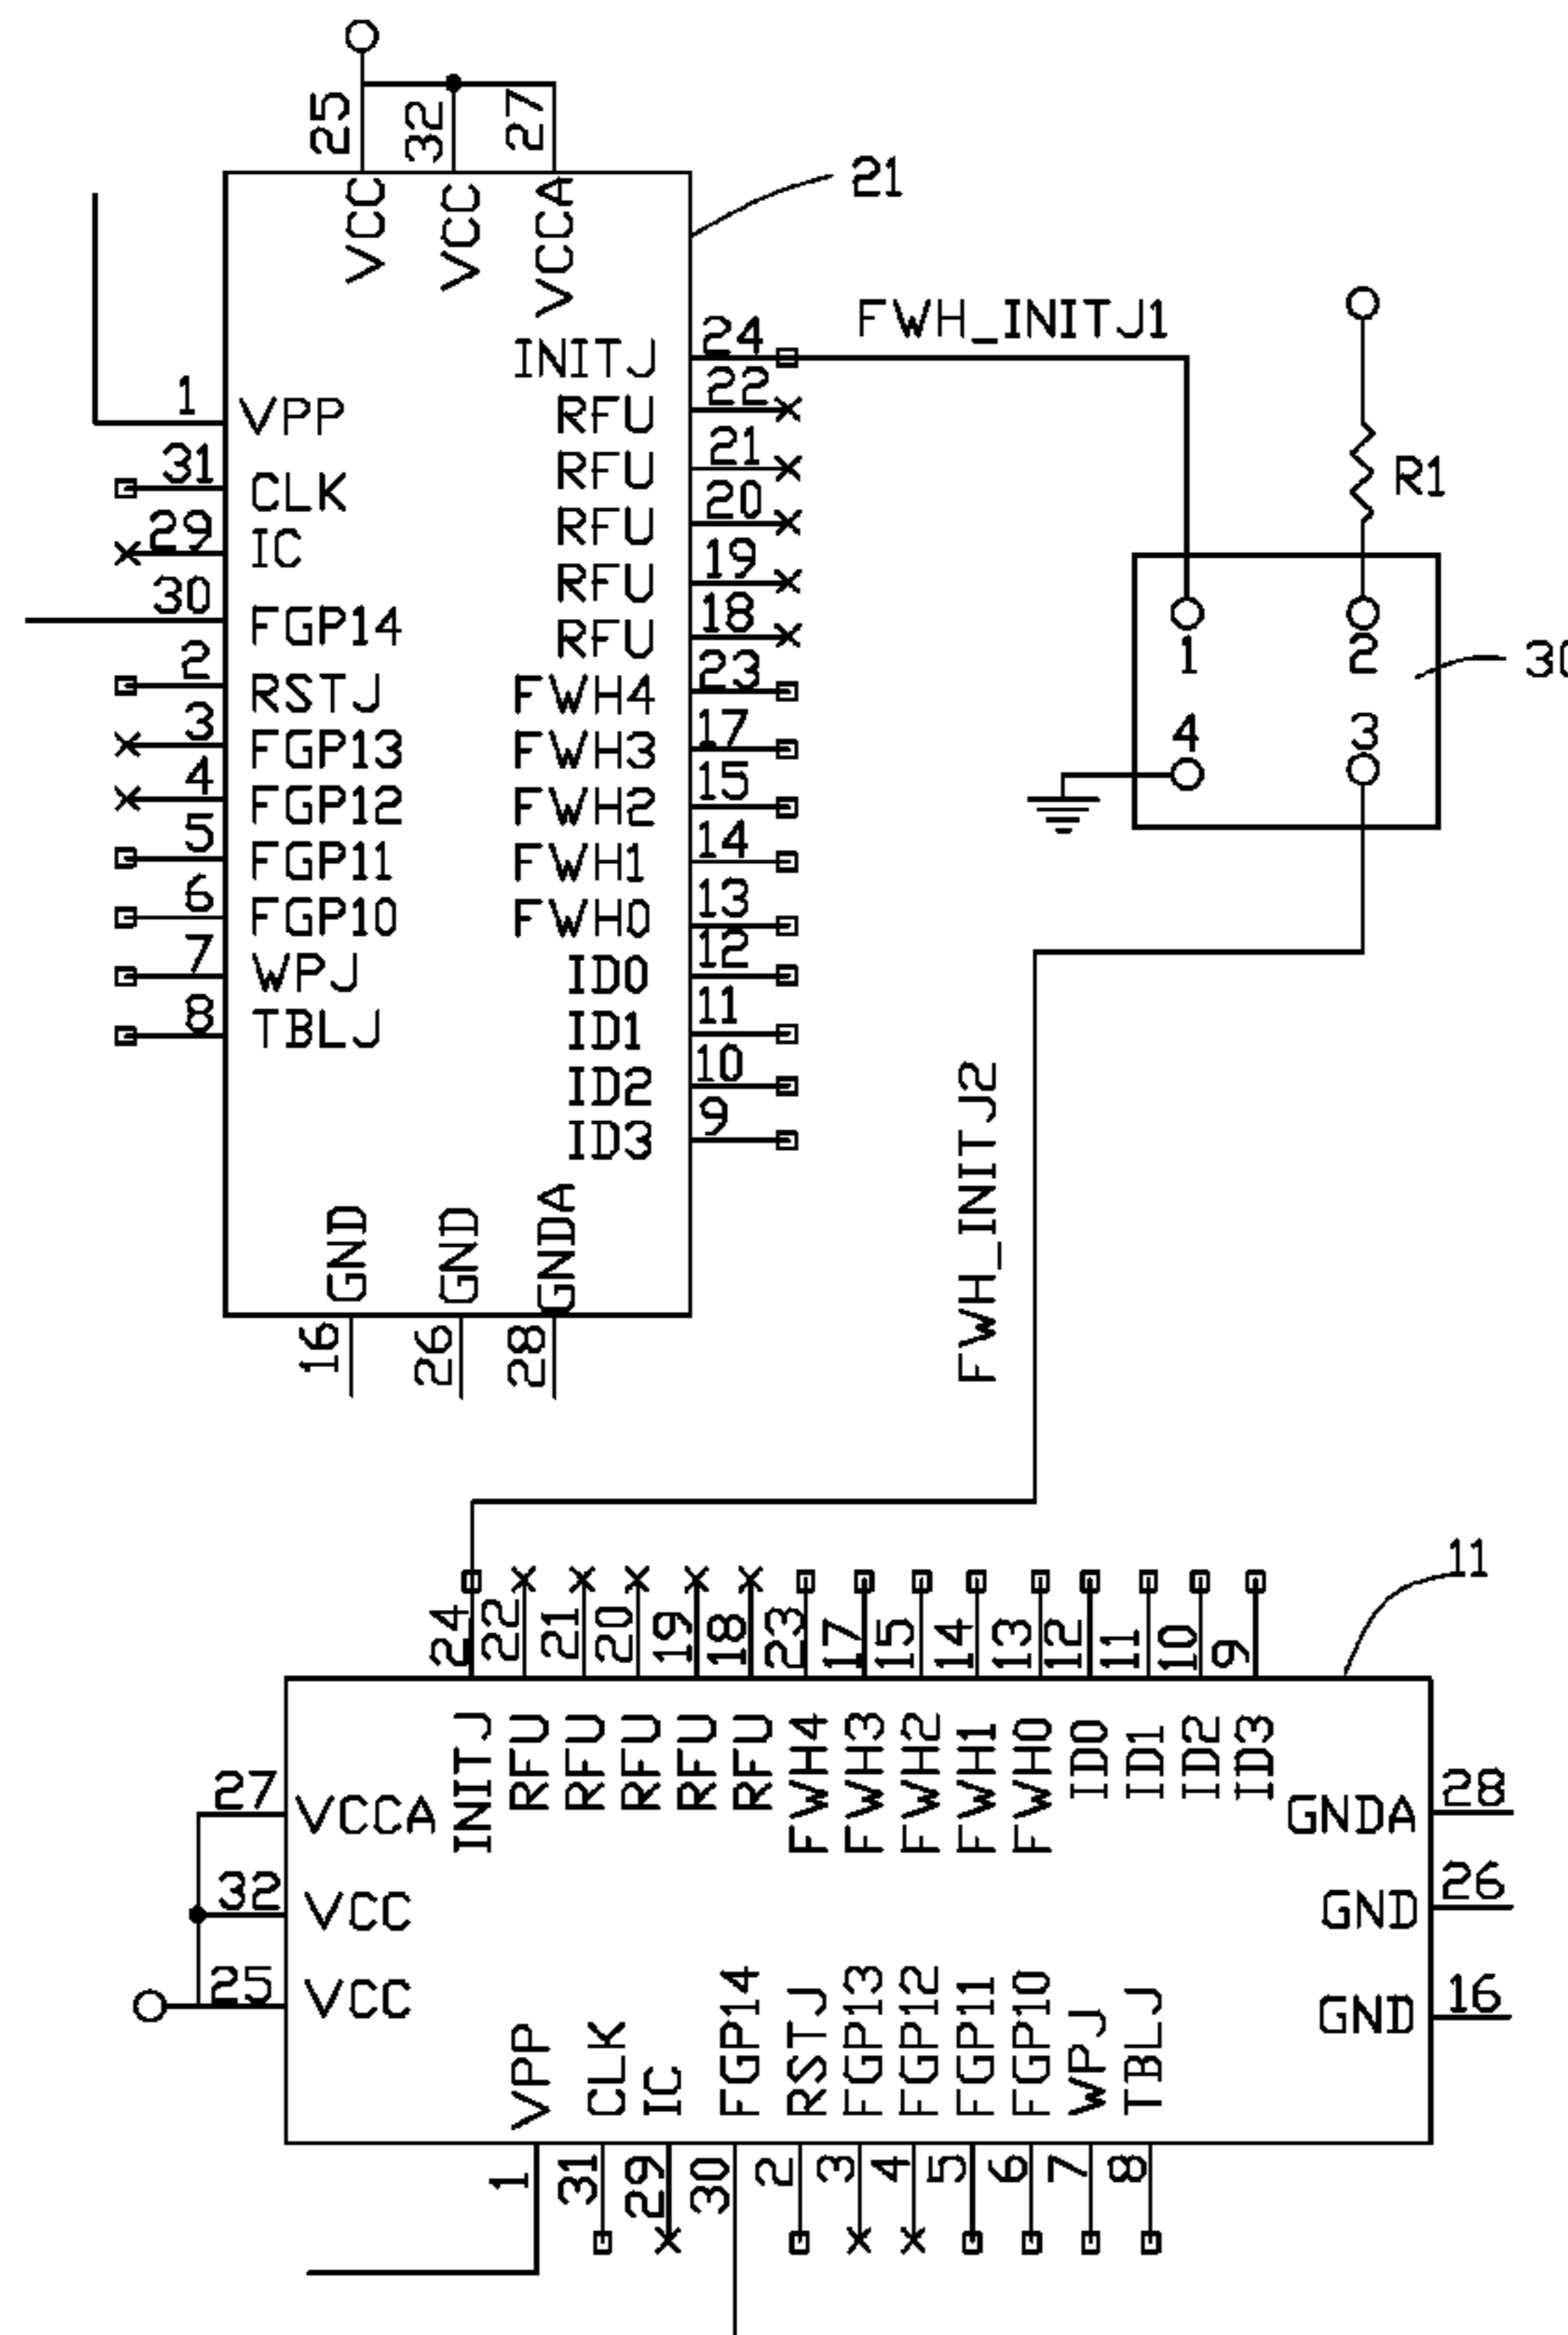 25 32 27
VCC VCC VCCA
21
FWH_INITJ1
24 INITJ
22 RFU
21 RFU
20 RFU
19 RFU
18 RFU
23 FWH4
17 FWH3
15 FWH2
14 FWH1
13 FWH0
12 ID0
11 ID1
10 ID2
9 ID3
1 VPP
31 CLK
29 IC
30 FGP14
2 RSTJ
3 FGP13
4 FGP12
5 FGP11
6 FGP10
7 WPJ
8 TBLJ
GND GND GNDA
16 26 28
R1
1 2
4 3
30
FWH_INITJ2
11
24 22 21 20 19 18 23 17 15 14 13 12 11 10 9
INITJ RFU RFU RFU RFU RFU FWH4 FWH3 FWH2 FWH1 FWH0 ID0 ID1 ID2 ID3
27 VCCA
32 VCC
25 VCC
GNDA 28
GND 26
GND 16
VPP CLK IC FGP14 RSTJ FGP13 FGP12 FGP11 FGP10 WPJ TBLJ
1 31 29 30 2 3 4 5 6 7 8